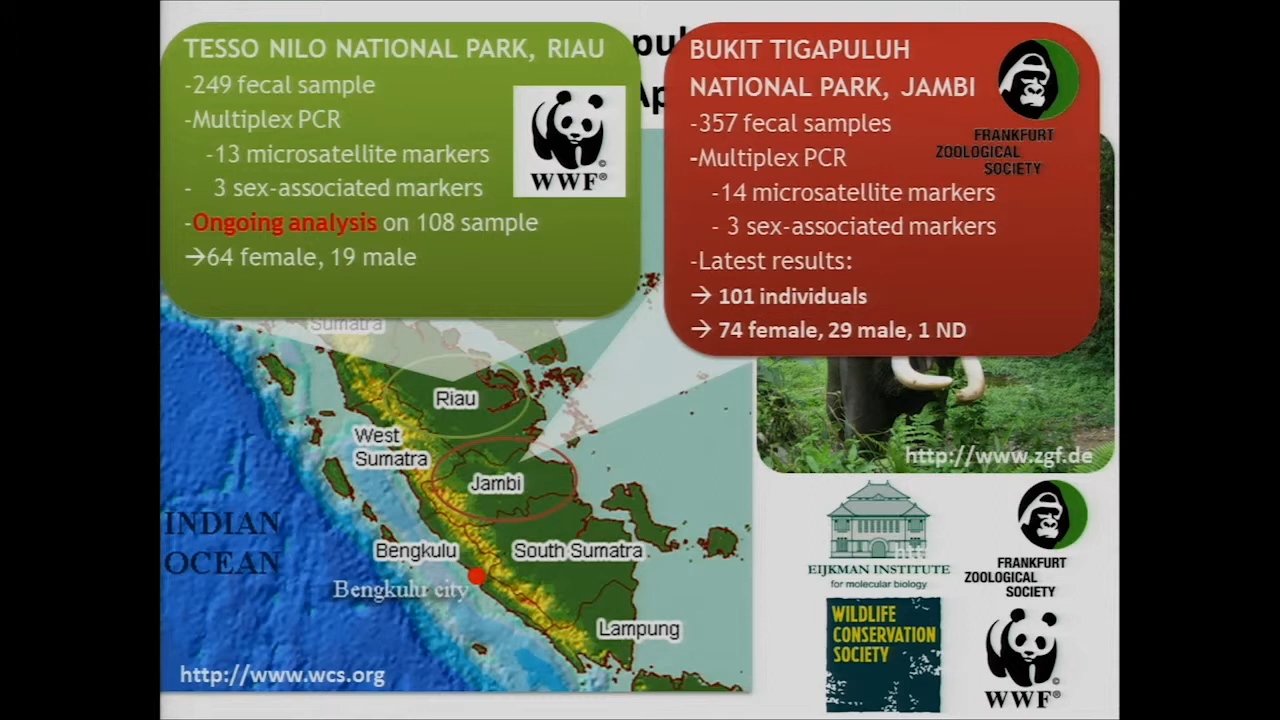 TESSO NILO NATIONAL PARK, RIAU
-249 fecal sample
-Multiplex PCR
-13 microsatellite markers
- 3 sex-associated markers
-Ongoing analysis on 108 sample
→64 female, 19 male
WWF®
BUKIT TIGAPULUH
NATIONAL PARK, JAMBI
-357 fecal samples
-Multiplex PCR
-14 microsatellite markers
- 3 sex-associated markers
-Latest results:
→ 101 individuals
→ 74 female, 29 male, 1 ND
FRANKFURT
ZOOLOGICAL
SOCIETY
Sumatra
Riau
West
Sumatra
Jambi
INDIAN
OCEAN
Bengkulu
South Sumatra
Bengkulu city
Lampung
http://www.wcs.org
http://www.zgf.de
EIJKMAN INSTITUTE
for molecular biology
FRANKFURT
ZOOLOGICAL
SOCIETY
WILDLIFE
CONSERVATION
SOCIETY
©
WWF®